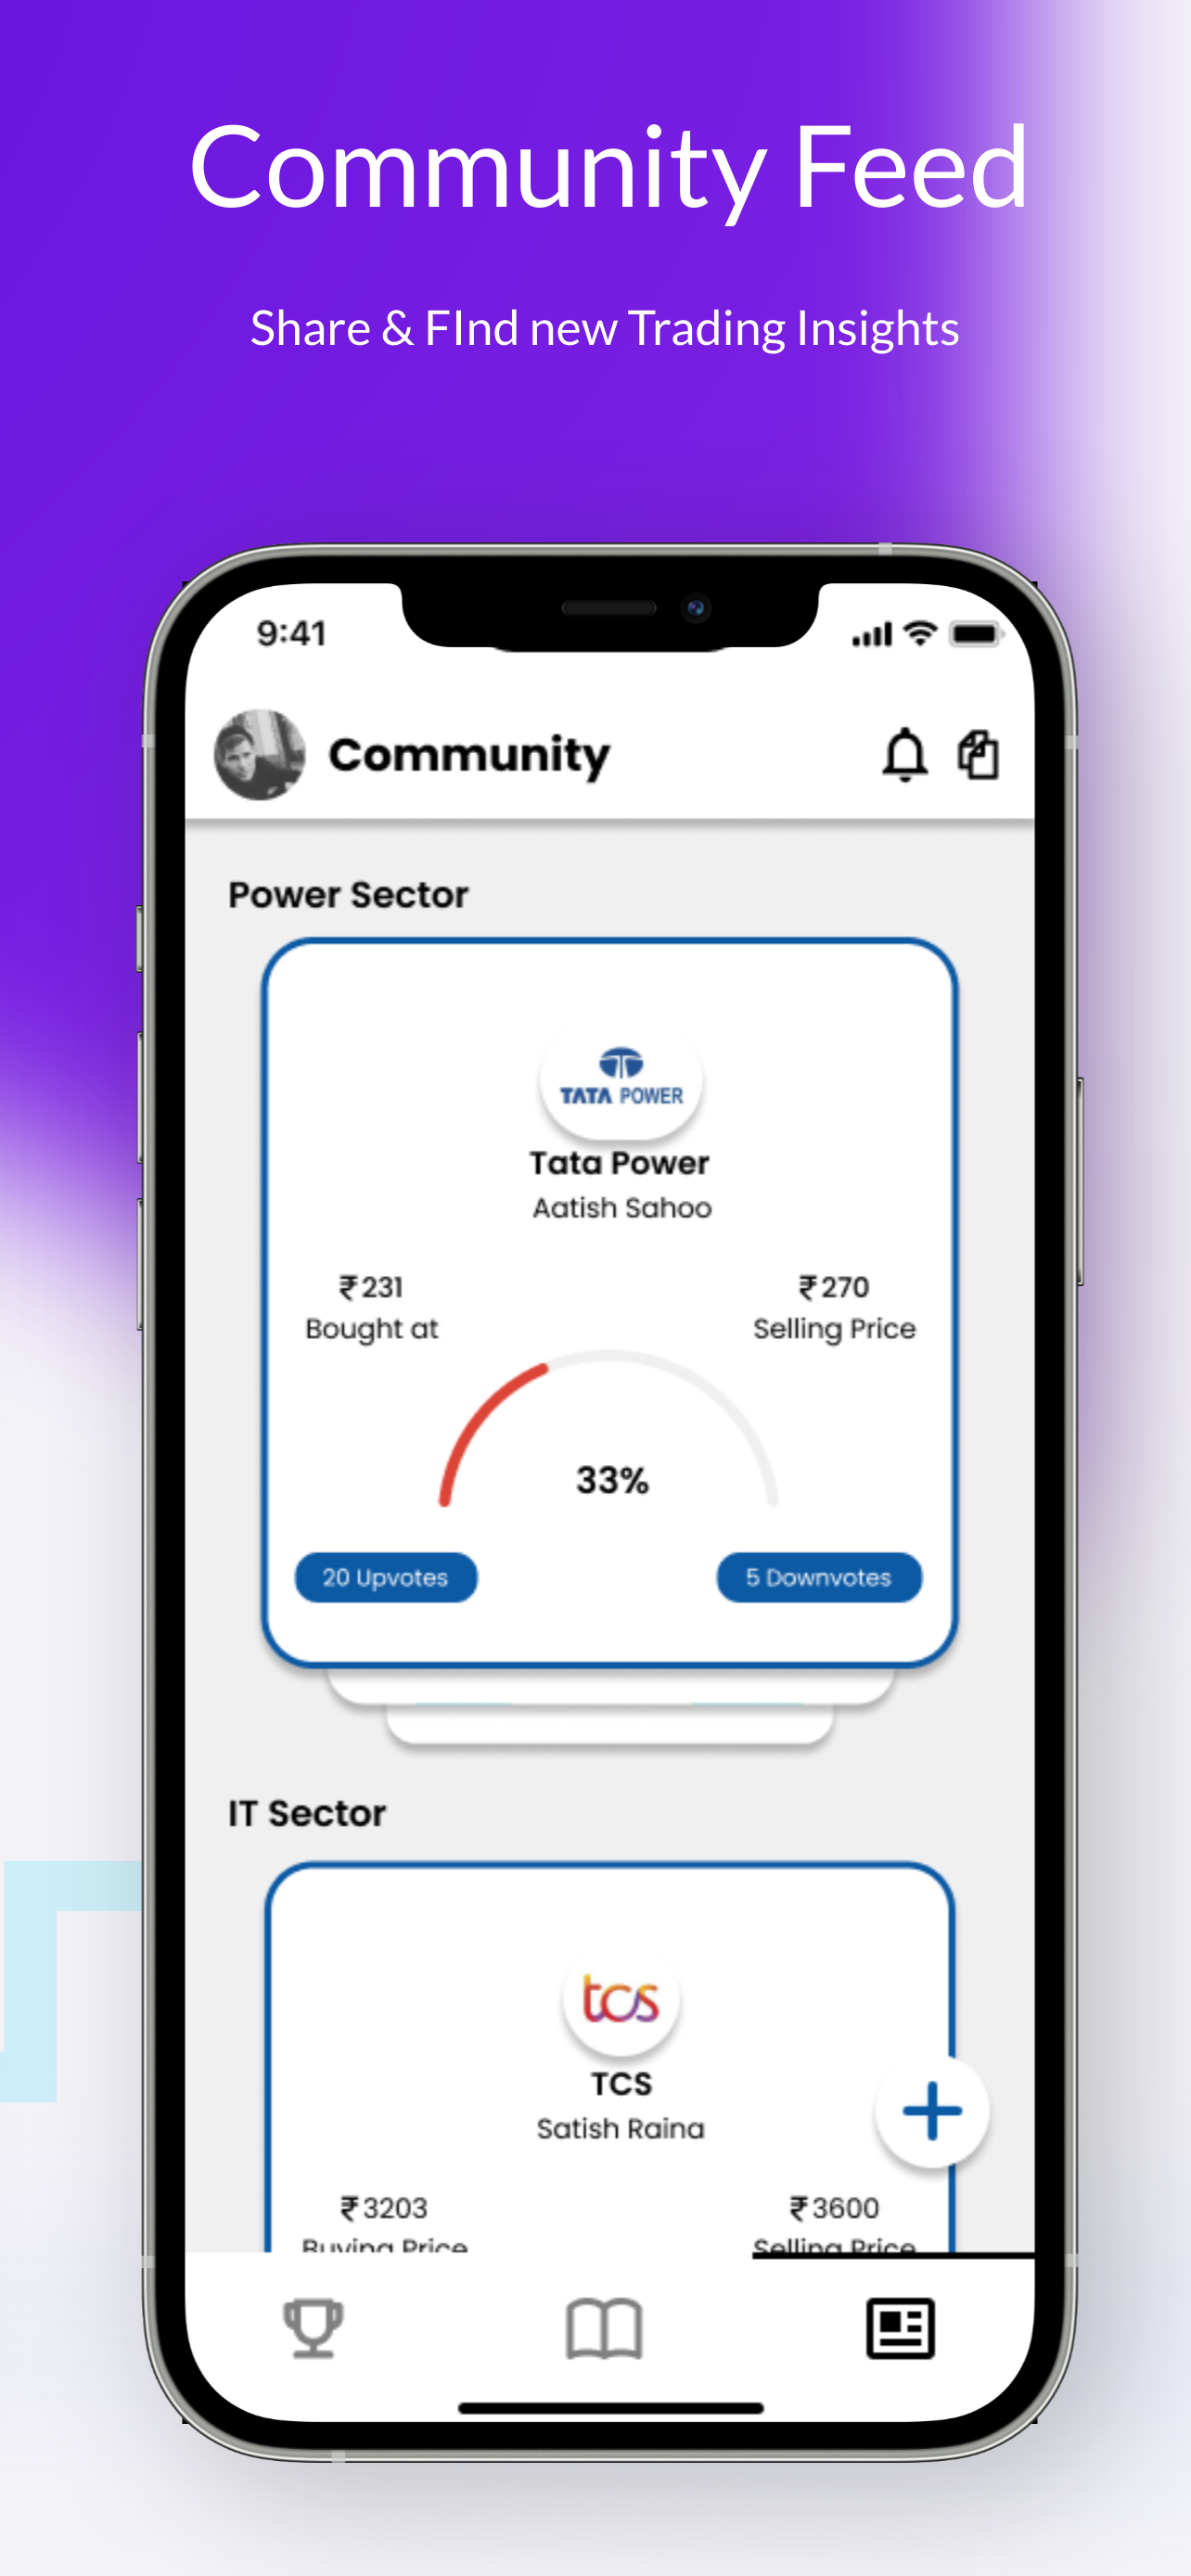 Community Feed
Share & FInd new Trading Insights
9:41
Community
Power Sector
TATA POWER
Tata Power
Aatish Sahoo
₹231
₹270
Bought at
Selling Price
33%
20 Upvotes
5 Downvotes
IT Sector
tcs
TCS
Satish Raina
₹3203
₹3600
Buying Price
Selling Price